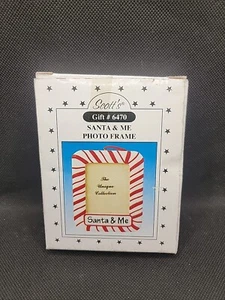 Scott's®
Gift # 6470
SANTA & ME
PHOTO FRAME
The
Unique
Collection
Santa & Me